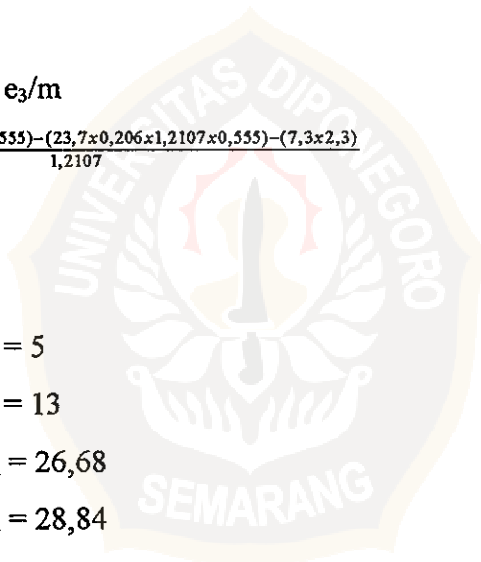 e₃/m
555)−(23,7x0,206x1,2107x0,555)−(7,3x2,3)
1,2107
= 5
= 13
= 26,68
= 28,84
UNIVERSITAS DIPONEGORO
SEMARANG